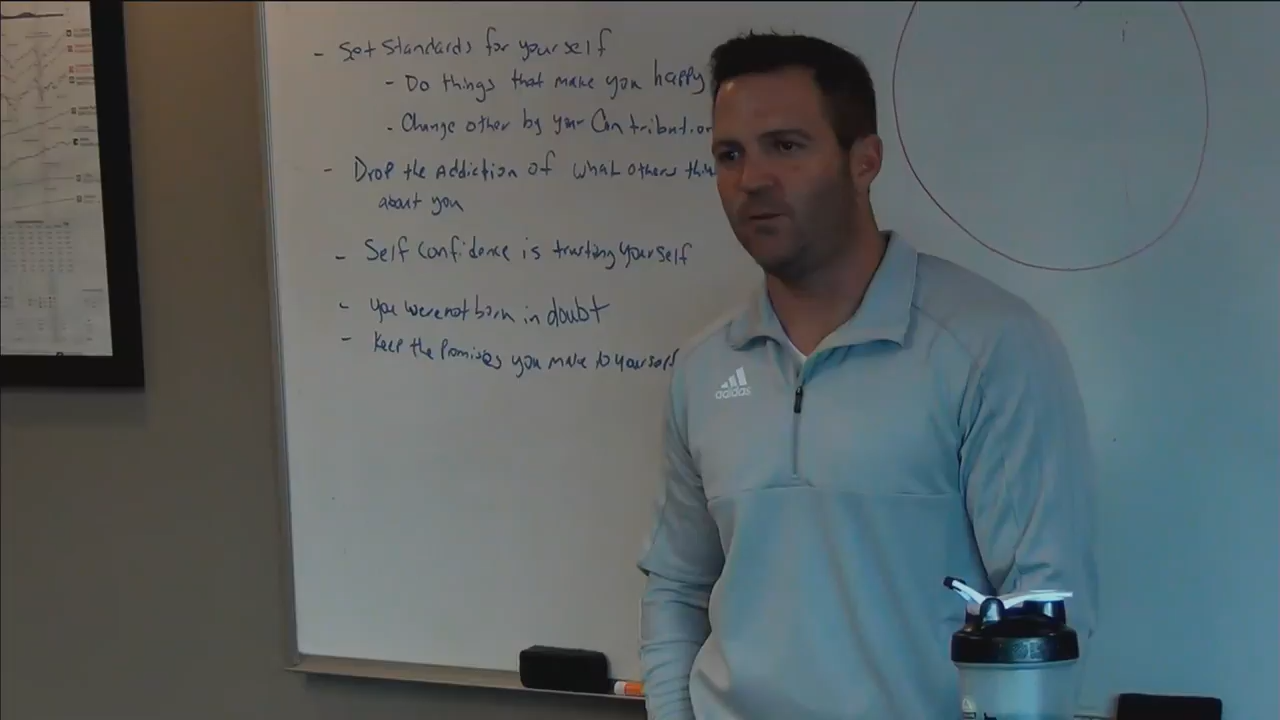 - Set Standards for yourself
- Do things that make you happy
- Change other by your Contribution
- Drop the Addiction of what others thin
about you
- Self confidence is trusting yourself
- you were not born in doubt
- Keep the Promises you make to yourself
adidas